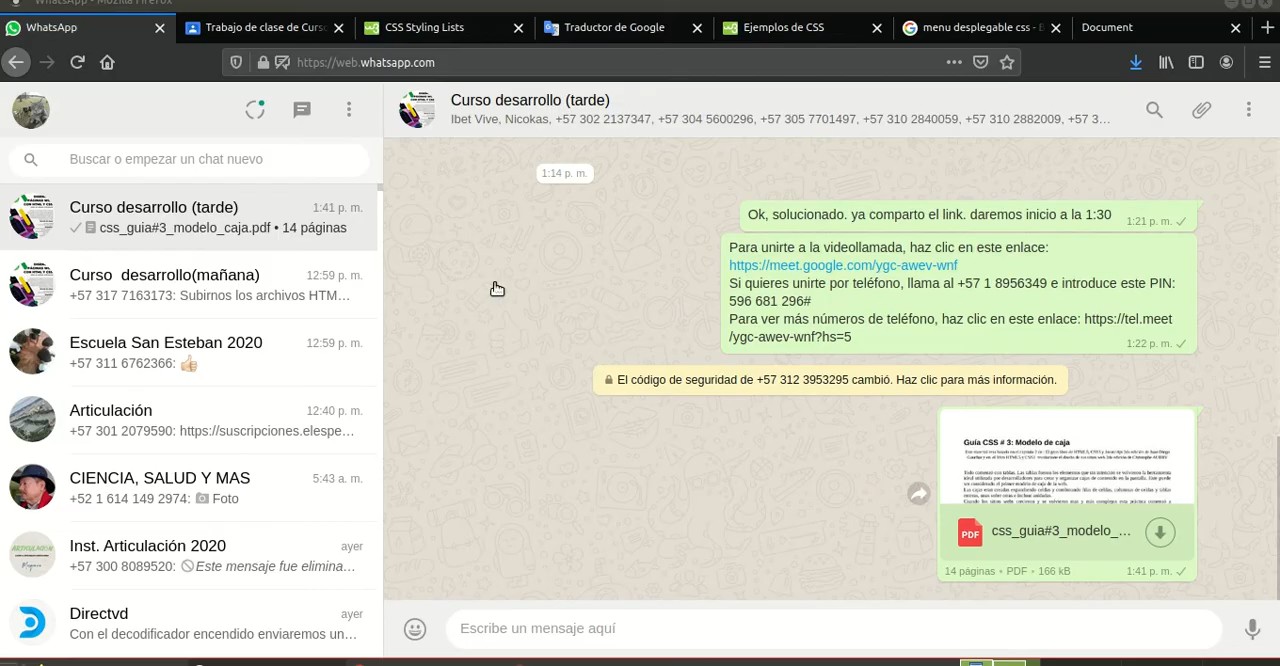 WhatsApp - Mozilla Firefox
WhatsApp
Trabajo de clase de Curso
CSS Styling Lists
Traductor de Google
Ejemplos de CSS
menu desplegable css - B
Document
https://web.whatsapp.com
Curso desarrollo (tarde)
Ibet Vive, Nicokas, +57 302 2137347, +57 304 5600296, +57 305 7701497, +57 310 2840059, +57 310 2882009, +57 3…
Buscar o empezar un chat nuevo
Curso desarrollo (tarde)
1:41 p. m.
css_guia#3_modelo_caja.pdf • 14 páginas
Curso desarrollo(mañana)
12:59 p. m.
+57 317 7163173: Subimos los archivos HTM…
Escuela San Esteban 2020
12:59 p. m.
+57 311 6762366: 👍🏻
Articulación
12:40 p. m.
+57 301 2079590: https://suscripciones.elespe…
CIENCIA, SALUD Y MAS
5:43 a. m.
+52 1 614 149 2974: Foto
Inst. Articulación 2020
ayer
+57 300 8089520: Este mensaje fue elimina…
Directvd
ayer
Con el decodificador encendido enviaremos un…
1:14 p. m.
Ok, solucionado. ya comparto el link. daremos inicio a la 1:30
1:21 p. m.
Para unirte a la videollamada, haz clic en este enlace:
https://meet.google.com/ygc-awev-wnf
Si quieres unirte por teléfono, llama al +57 1 8956349 e introduce este PIN:
596 681 296#
Para ver más números de teléfono, haz clic en este enlace: https://tel.meet
/ygc-awev-wnf?hs=5
1:22 p. m.
El código de seguridad de +57 312 3953295 cambió. Haz clic para más información.
Guía CSS # 3: Modelo de caja
PDF
css_guia#3_modelo_…
14 páginas • PDF • 166 kB
1:41 p. m.
Escribe un mensaje aquí